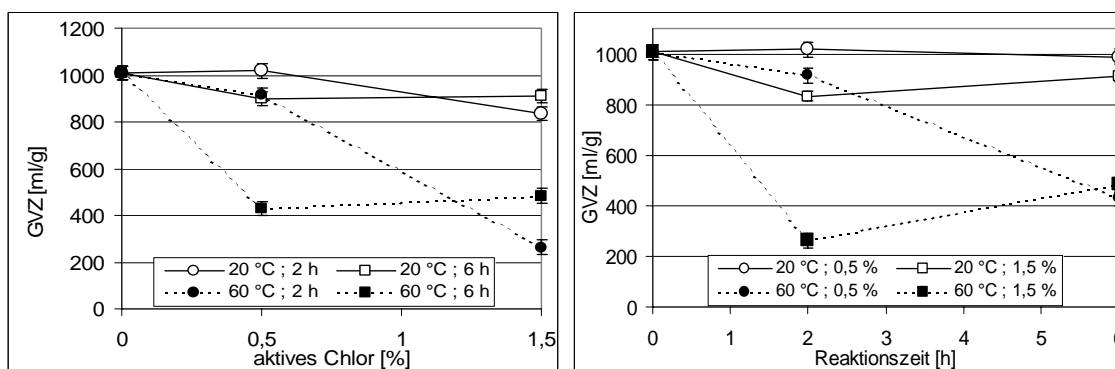 1200
1000
800
600
400
200
0
GVZ [ml/g]
20 °C ; 2 h
20 °C ; 6 h
60 °C ; 2 h
60 °C ; 6 h
0 0,5 1 1,5
aktives Chlor [%]
1000
800
600
400
200
0
GVZ [ml/g]
20 °C ; 0,5 %
20 °C ; 1,5 %
60 °C ; 0,5 %
60 °C ; 1,5 %
0 1 2 3 4 5
Reaktionszeit [h]